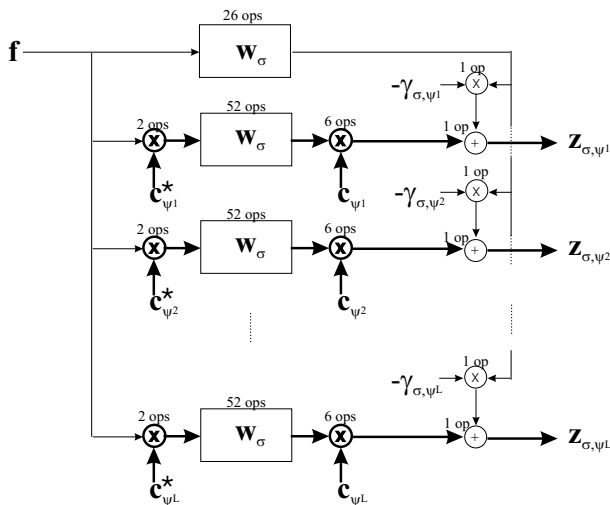 26 ops
f
w_σ
1 op
-γ_σ,ψ1
X
2 ops
52 ops
6 ops
1 op
x
w_σ
x
+
z_σ,ψ1
c*_ψ1
c_ψ1
1 op
-γ_σ,ψ2
X
2 ops
52 ops
6 ops
1 op
x
w_σ
x
+
z_σ,ψ2
c*_ψ2
c_ψ2
1 op
-γ_σ,ψL
X
2 ops
52 ops
6 ops
1 op
x
w_σ
x
+
z_σ,ψL
c*_ψL
c_ψL